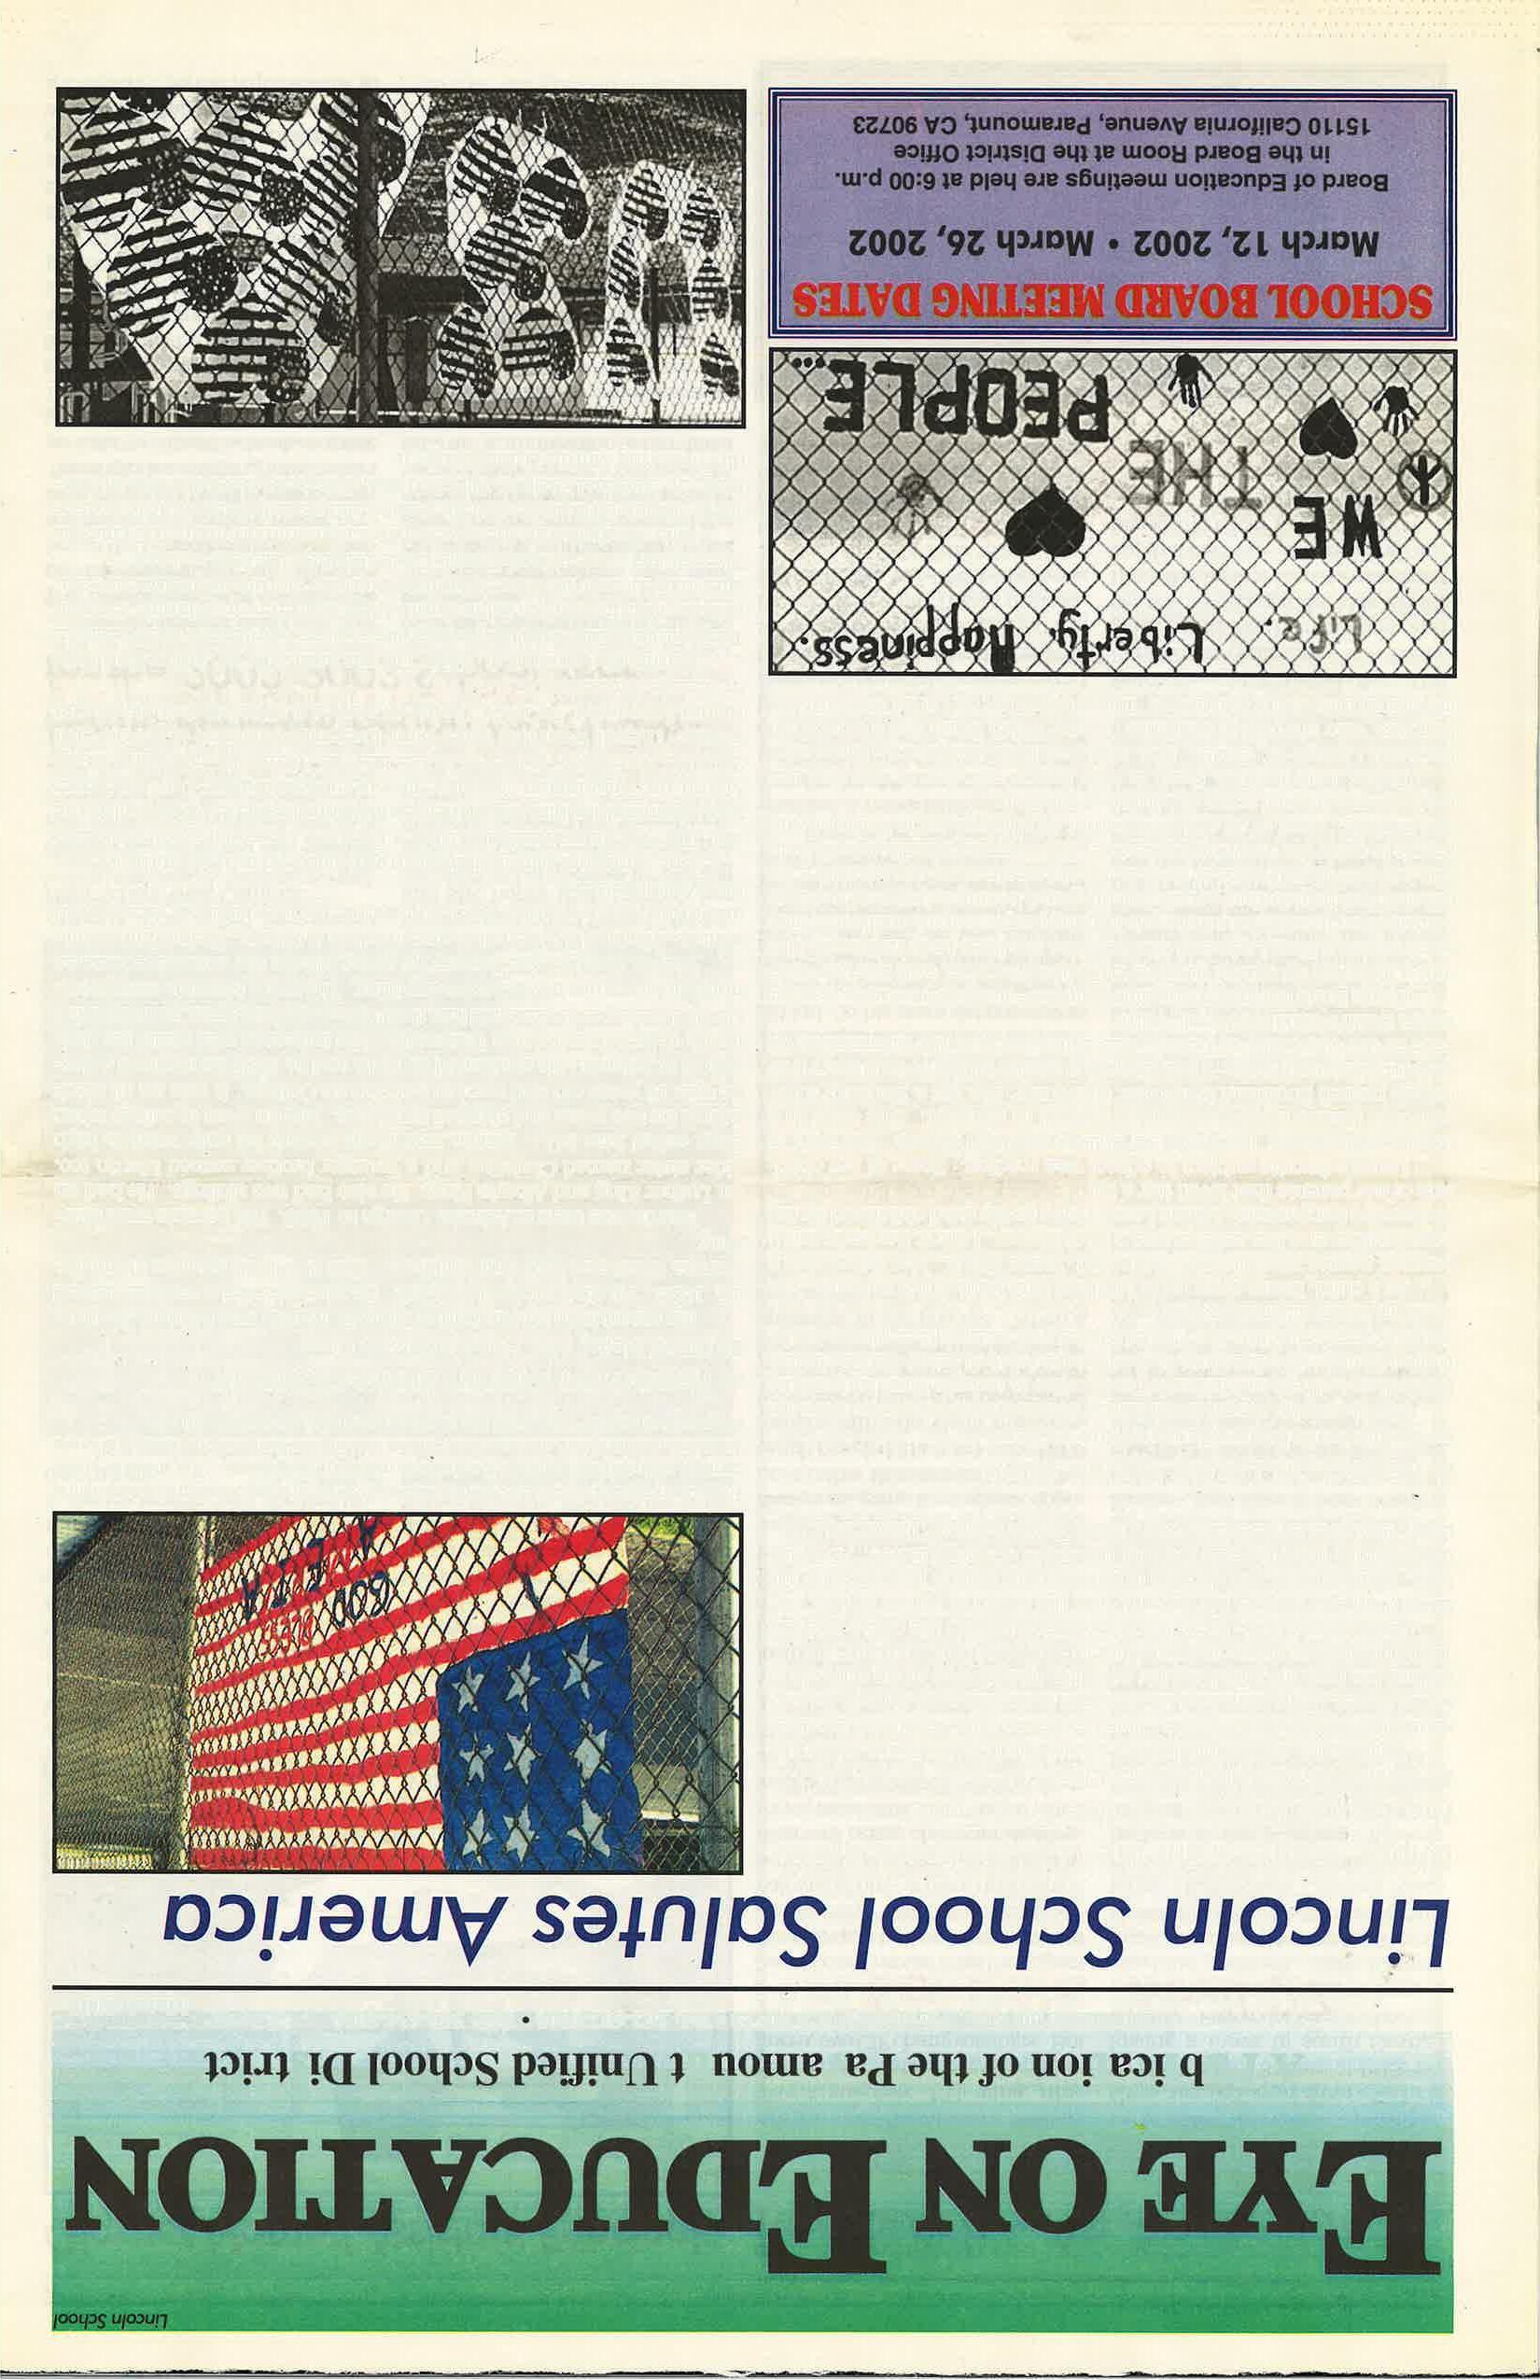 Lincoln School
EYE ON EDUCATION
b ica ion of the Pa amou t Unified School Di trict
Lincoln School Salutes America
GOD
BLESS
Life. Liberty. Happiness.
WE
THE
PEOPLE...
SCHOOL BOARD MEETING DATES
March 12, 2002 • March 26, 2002
Board of Education meetings are held at 6:00 p.m.
in the Board Room at the District Office
15110 California Avenue, Paramount, CA 90723